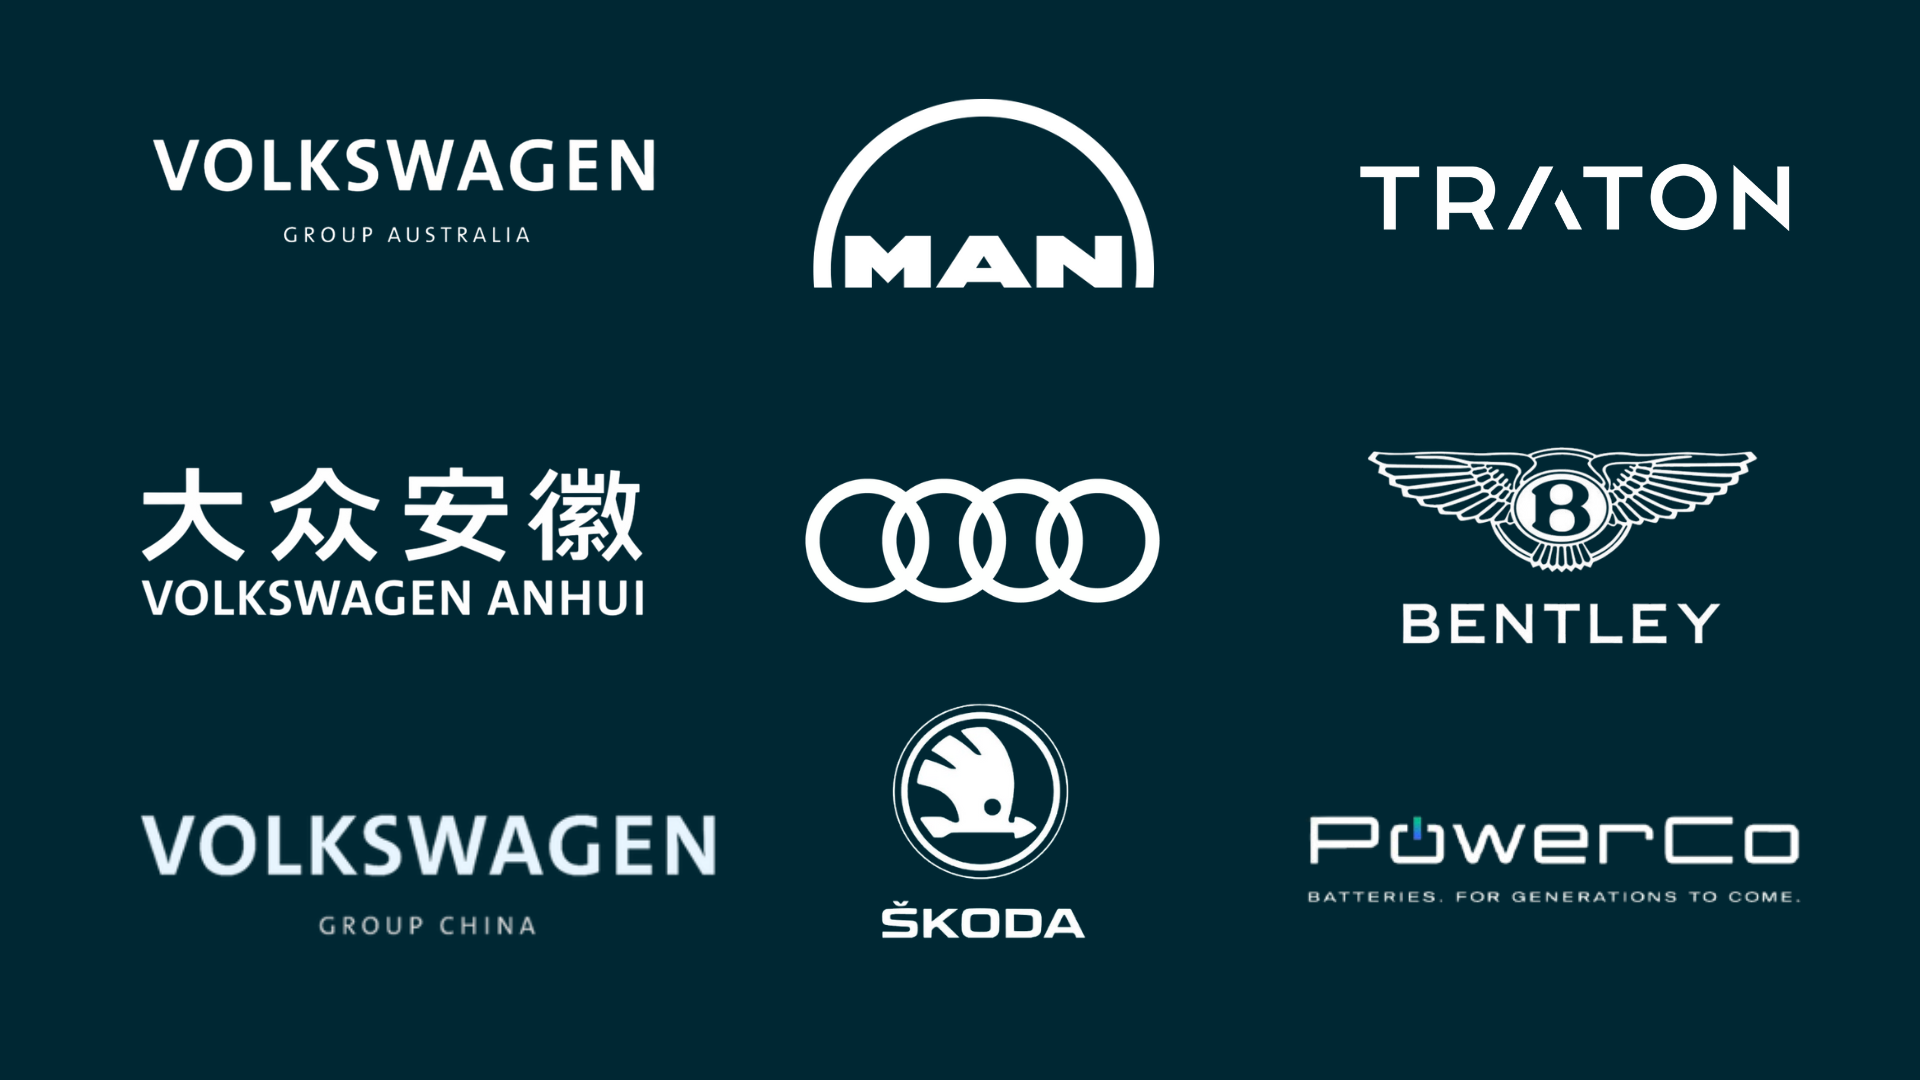 VOLKSWAGEN
GROUP AUSTRALIA
MAN
TRATON
大众安徽
VOLKSWAGEN ANHUI
B
BENTLEY
VOLKSWAGEN
GROUP CHINA
ŠKODA
PowerCo
BATTERIES. FOR GENERATIONS TO COME.